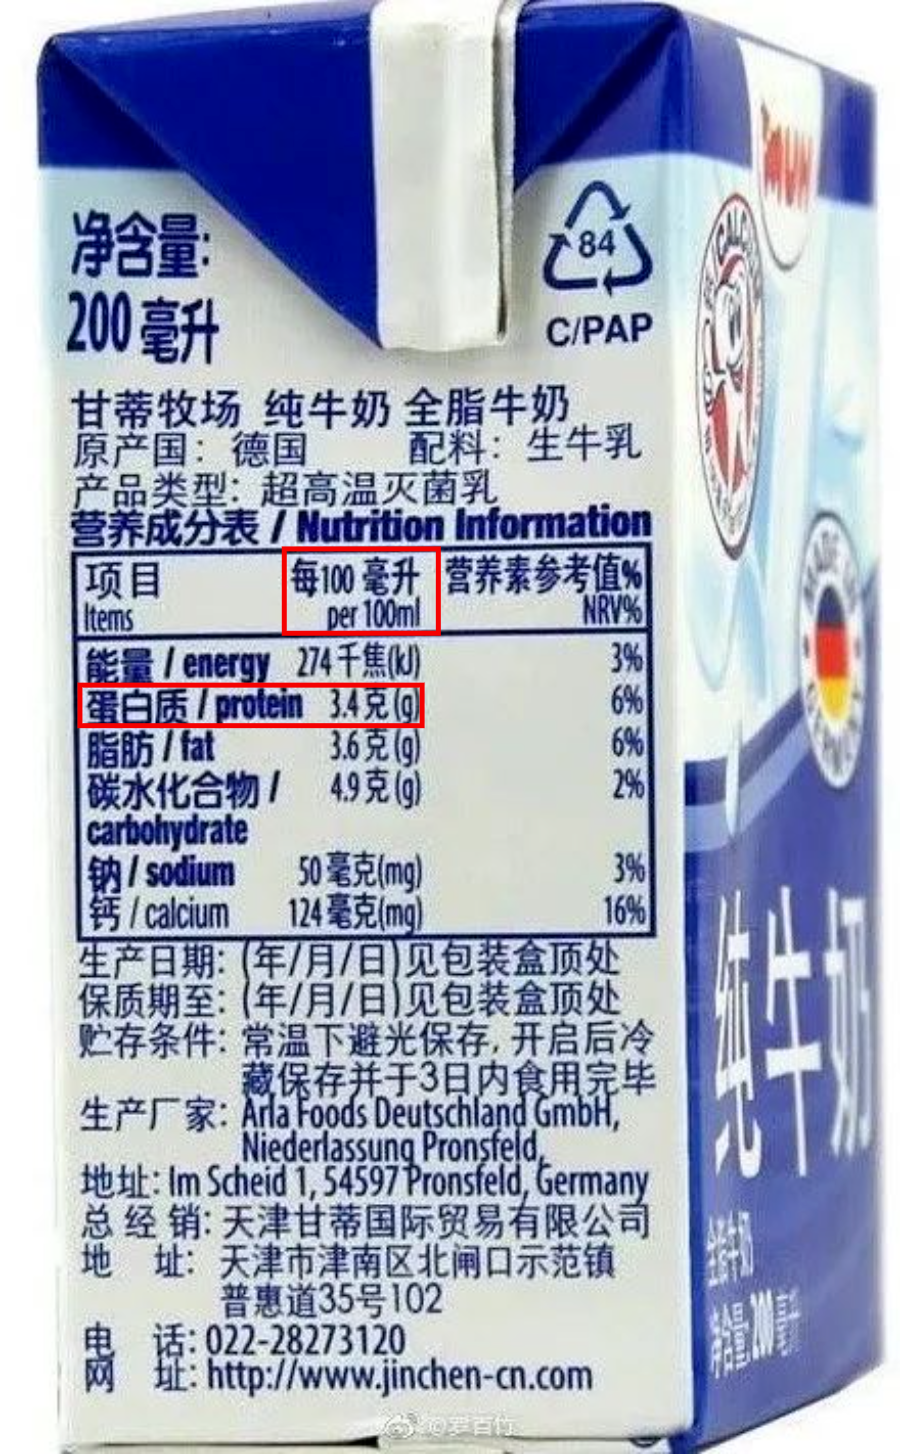 净含量:
200毫升
84
C/PAP
甘蒂牧场 纯牛奶 全脂牛奶
原产国: 德国 配料: 生牛乳
产品类型: 超高温灭菌乳
营养成分表 / Nutrition Information
项目 每100毫升 营养素参考值%
Items per 100ml NRV%
能量 / energy 274千焦(kJ) 3%
蛋白质 / protein 3.4克(g) 6%
脂肪 / fat 3.6克(g) 6%
碳水化合物 / 4.9克(g) 2%
carbohydrate
钠 / sodium 50毫克(mg) 3%
钙 / calcium 124毫克(mg) 16%
生产日期: (年/月/日)见包装盒顶处
保质期至: (年/月/日)见包装盒顶处
贮存条件: 常温下避光保存, 开启后冷
藏保存并于3日内食用完毕
生产厂家: Arla Foods Deutschland GmbH,
Niederlassung Pronsfeld,
地址: Im Scheid 1, 54597 Pronsfeld, Germany
总经销: 天津甘蒂国际贸易有限公司
地 址: 天津市津南区北闸口示范镇
普惠道35号102
电 话: 022-28273120
网 址: http://www.jinchen-cn.com
纯牛奶
全脂牛奶
净含量:200毫升
@罗百竹